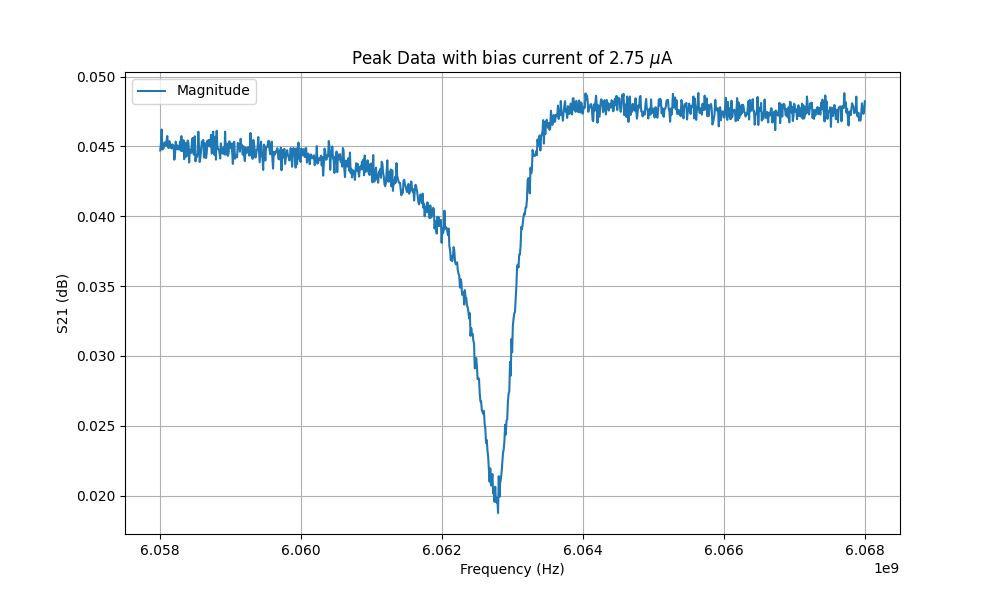 Peak Data with bias current of 2.75 μA
Magnitude
0.050
0.045
0.040
0.035
0.030
0.025
0.020
S21 (dB)
6.058 6.060 6.062 6.064 6.066 6.068
1e9
Frequency (Hz)